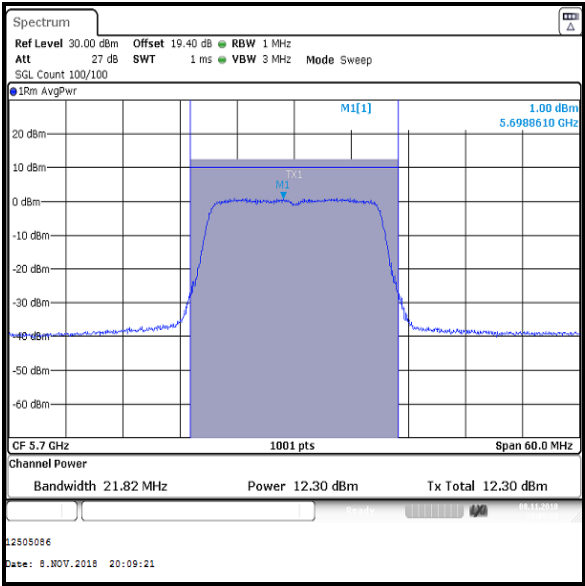 Spectrum
Ref Level 30.00 dBm Offset 19.40 dB RBW 1 MHz
Att 27 dB SWT 1 ms VBW 3 MHz Mode Sweep
SGL Count 100/100
1Rm AvgPwr
M1[1] 1.00 dBm
5.6988610 GHz
20 dBm
10 dBm
Tx1
M1
0 dBm
-10 dBm
-20 dBm
-30 dBm
-40 dBm
-50 dBm
-60 dBm
CF 5.7 GHz 1001 pts Span 60.0 MHz
Channel Power
Bandwidth 21.82 MHz Power 12.30 dBm Tx Total 12.30 dBm
Ready 08.11.2018
12505086
Date: 8.NOV.2018 20:09:21